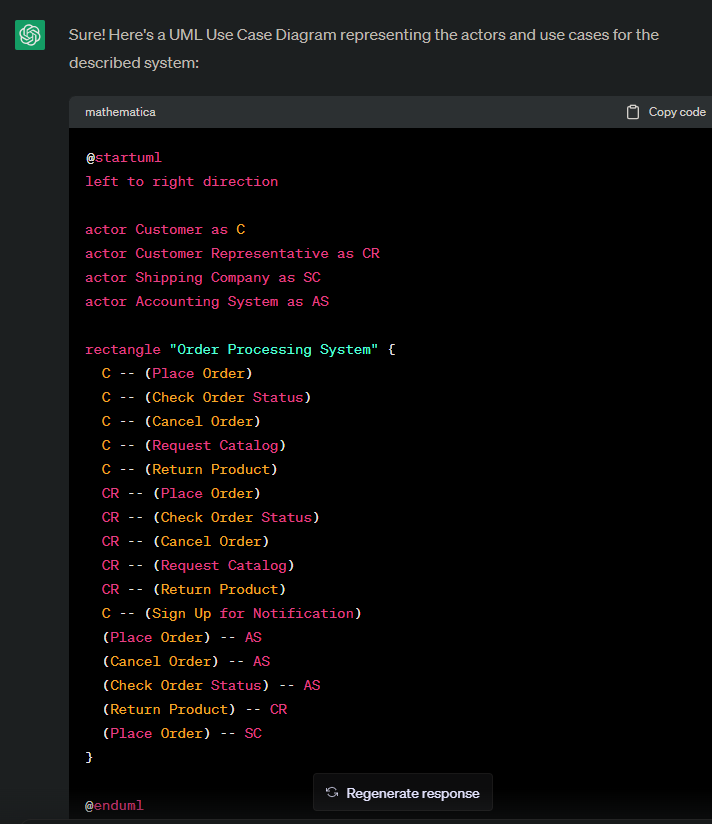 Sure! Here's a UML Use Case Diagram representing the actors and use cases for the
described system:
mathematica
Copy code
@startuml
left to right direction
actor Customer as C
actor Customer Representative as CR
actor Shipping Company as SC
actor Accounting System as AS
rectangle "Order Processing System" {
C -- (Place Order)
C -- (Check Order Status)
C -- (Cancel Order)
C -- (Request Catalog)
C -- (Return Product)
CR -- (Place Order)
CR -- (Check Order Status)
CR -- (Cancel Order)
CR -- (Request Catalog)
CR -- (Return Product)
C -- (Sign Up for Notification)
(Place Order) -- AS
(Cancel Order) -- AS
(Check Order Status) -- AS
(Return Product) -- CR
(Place Order) -- SC
}
Regenerate response
@enduml